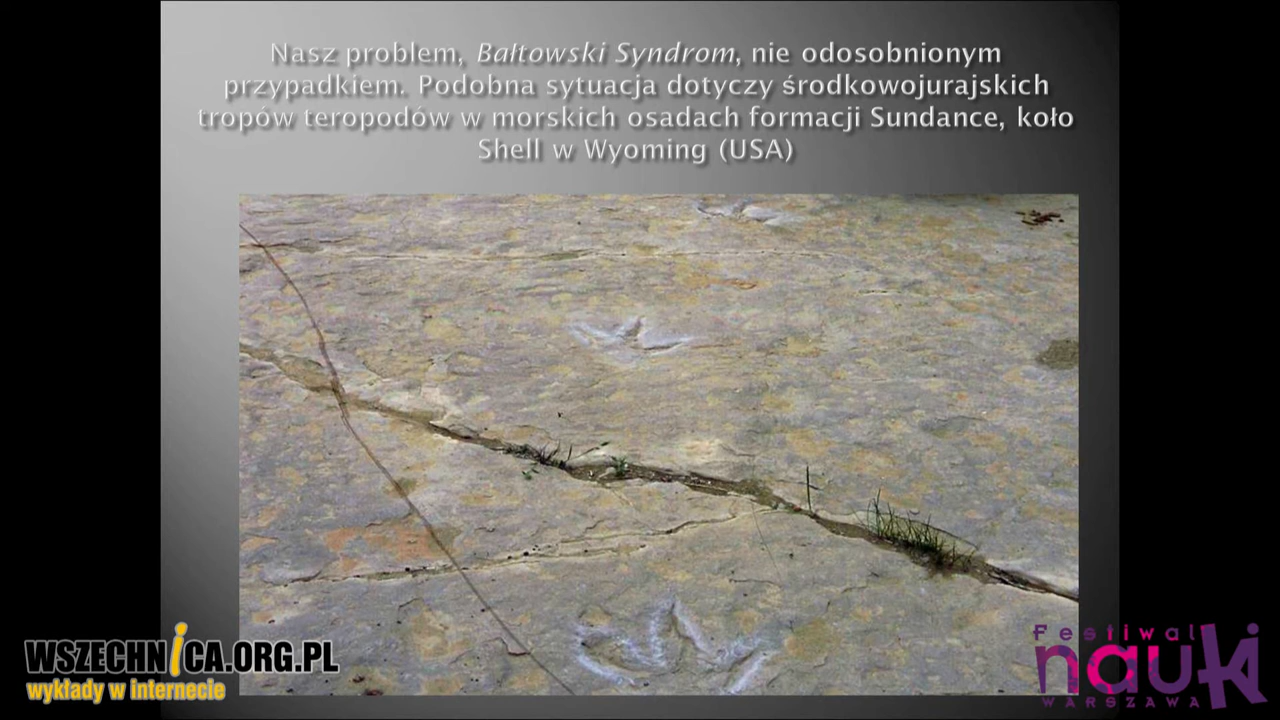 Nasz problem, Bałtowski Syndrom, nie odosobnionym
przypadkiem. Podobna sytuacja dotyczy środkowojurajskich
tropów teropodów w morskich osadach formacji Sundance, koło
Shell w Wyoming (USA)
WSZECHNiCA.ORG.PL
wykłady w internecie
Festiwal
nauki
WARSZAWA